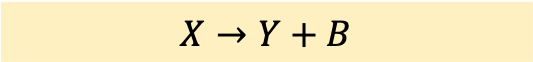 X → Y + B